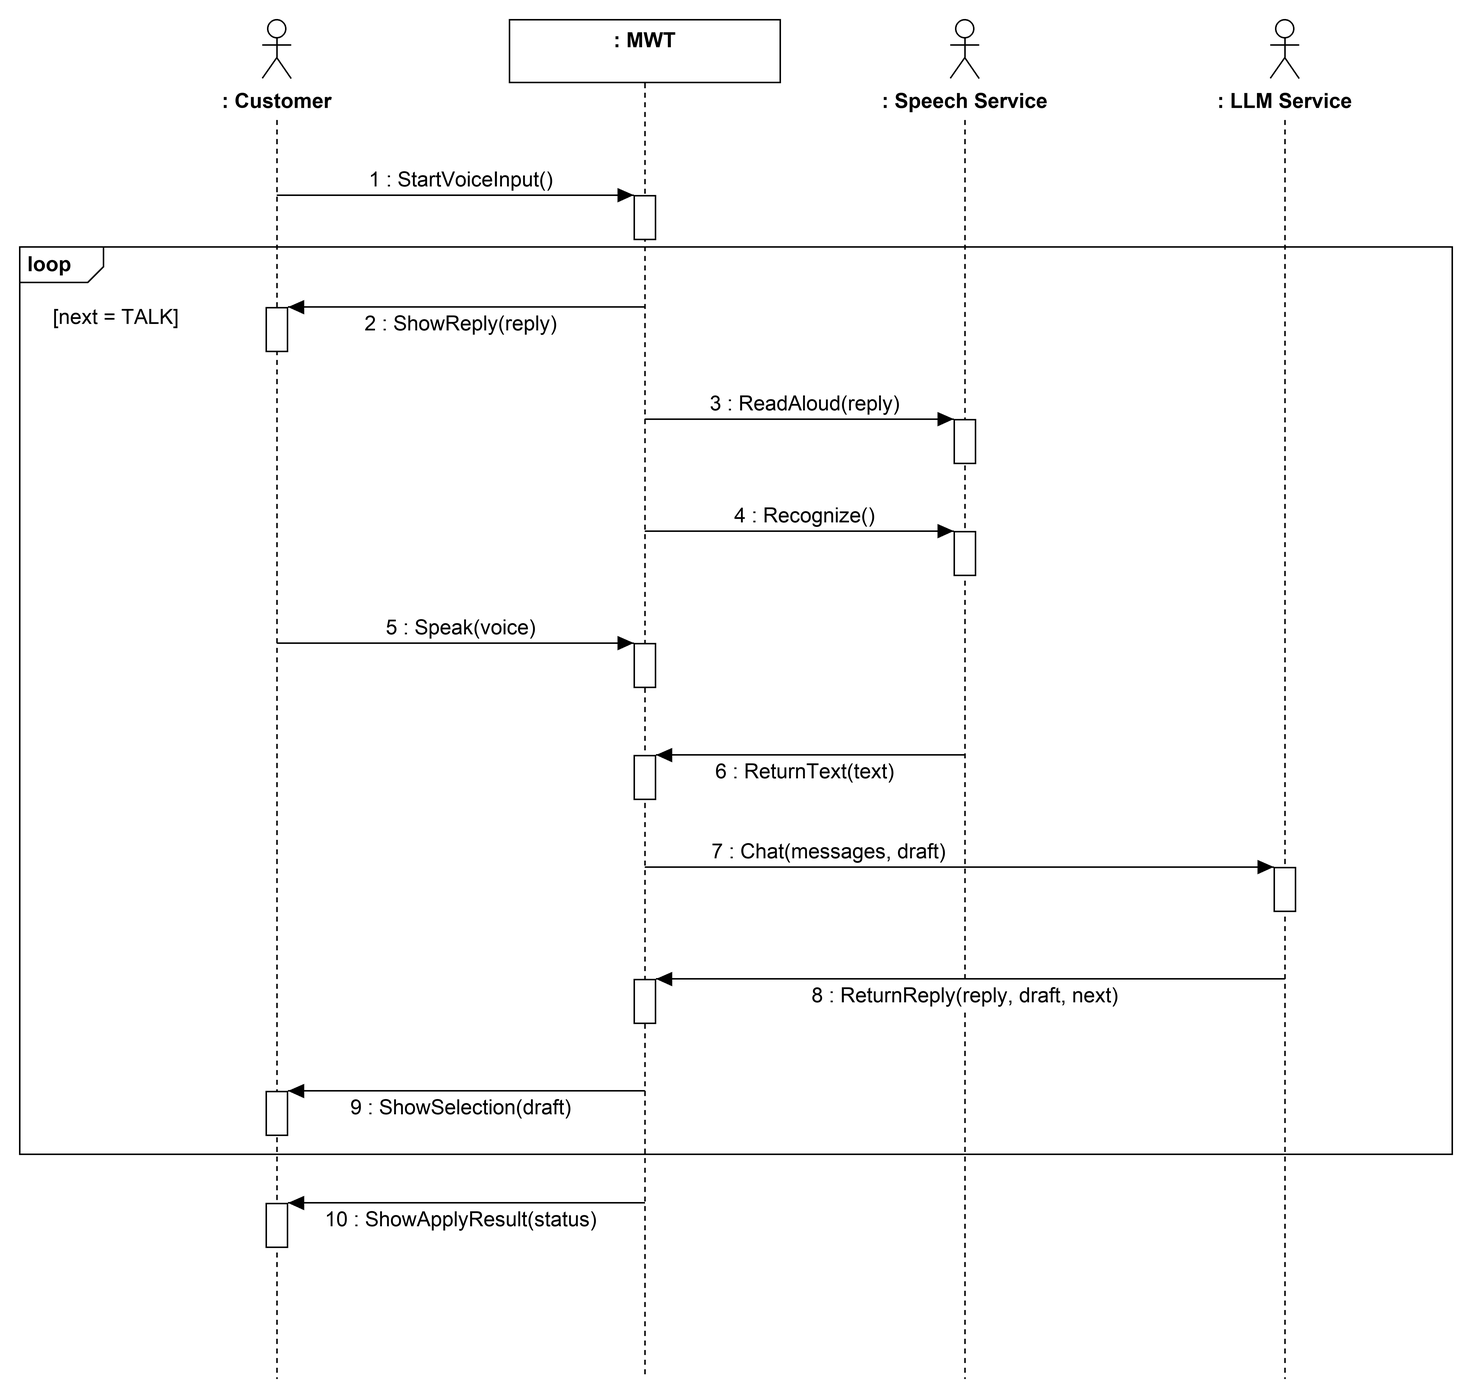 : Customer
: MWT
: Speech Service
: LLM Service
1 : StartVoiceInput()
loop
[next = TALK]
2 : ShowReply(reply)
3 : ReadAloud(reply)
4 : Recognize()
5 : Speak(voice)
6 : ReturnText(text)
7 : Chat(messages, draft)
8 : ReturnReply(reply, draft, next)
9 : ShowSelection(draft)
10 : ShowApplyResult(status)